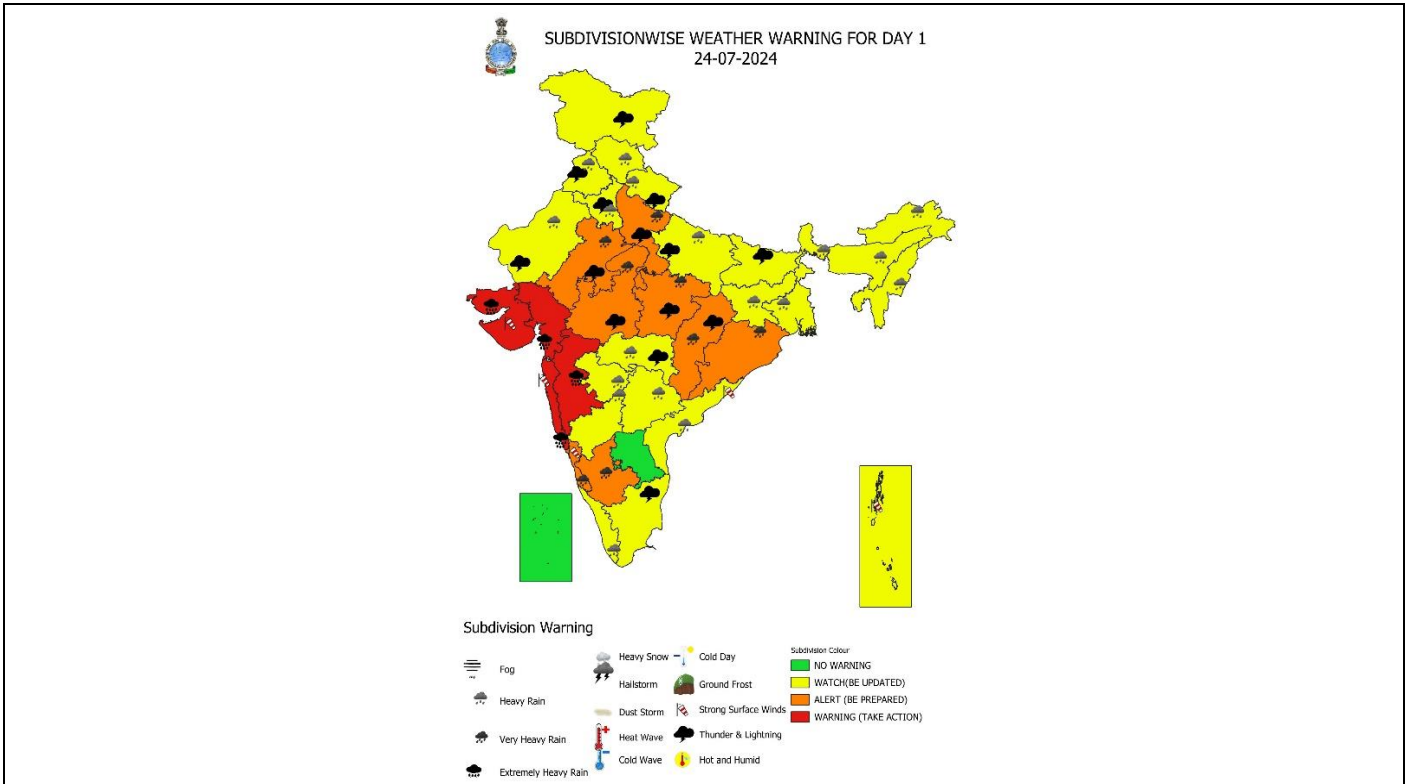 SUBDIVISIONWISE WEATHER WARNING FOR DAY 1
24-07-2024
Subdivision Warning
Fog
Heavy Rain
Very Heavy Rain
Extremely Heavy Rain
Heavy Snow
Hailstorm
Dust Storm
Heat Wave
Cold Wave
Cold Day
Ground Frost
Strong Surface Winds
Thunder & Lightning
Hot and Humid
Subdivision Colour
NO WARNING
WATCH(BE UPDATED)
ALERT (BE PREPARED)
WARNING (TAKE ACTION)